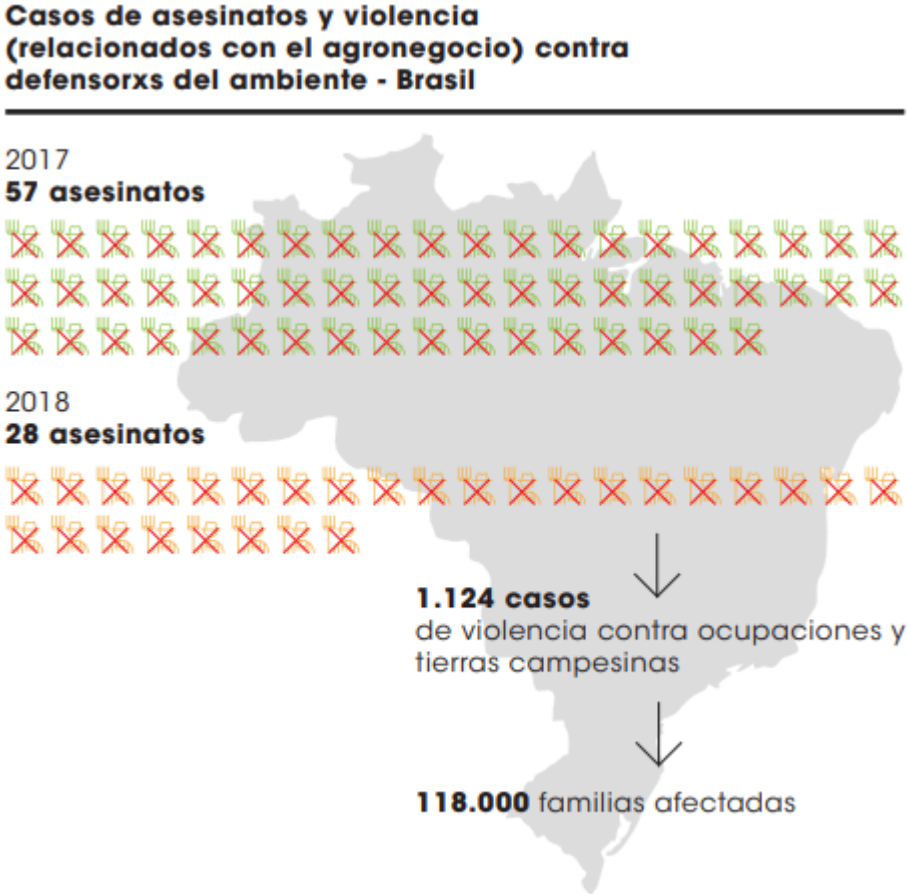 Casos de asesinatos y violencia
(relacionados con el agronegocio) contra
defensorxs del ambiente - Brasil
2017
57 asesinatos
2018
28 asesinatos
1.124 casos
de violencia contra ocupaciones y
tierras campesinas
118.000 familias afectadas